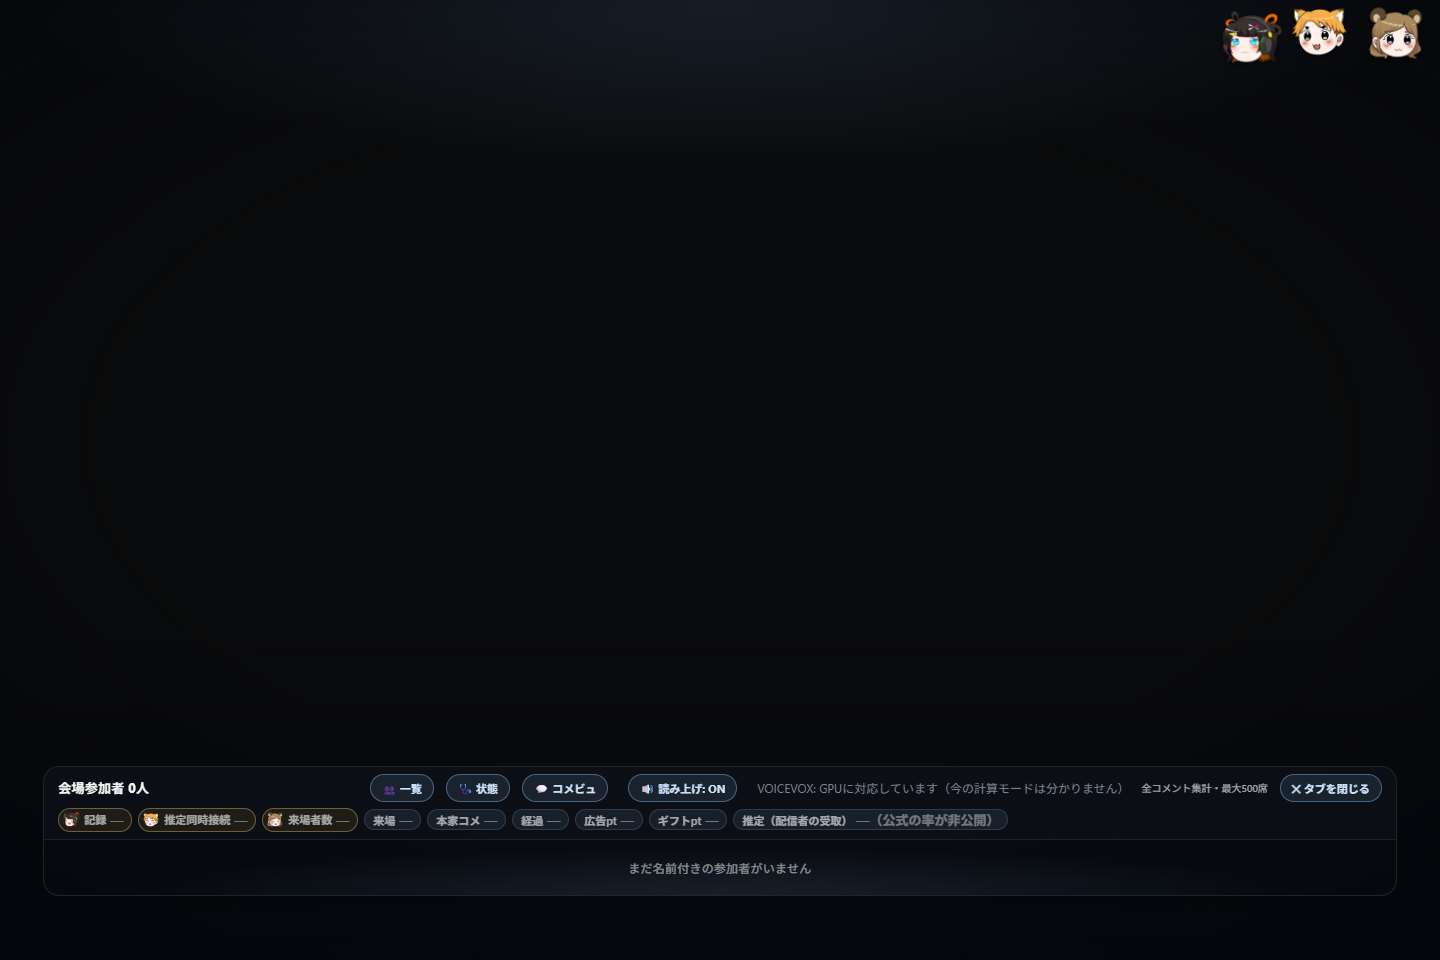 会場参加者 0人
一覧
状態
コメビュ
読み上げ: ON
VOICEVOX: GPUに対応しています（今の計算モードは分かりません）
全コメント集計・最大500席
✕ タブを閉じる
記録 —
推定同時接続 —
来場者数 —
来場 —
本家コメ —
経過 —
広告pt —
ギフトpt —
推定（配信者の受取） —（公式の率が非公開）
まだ名前付きの参加者がいません